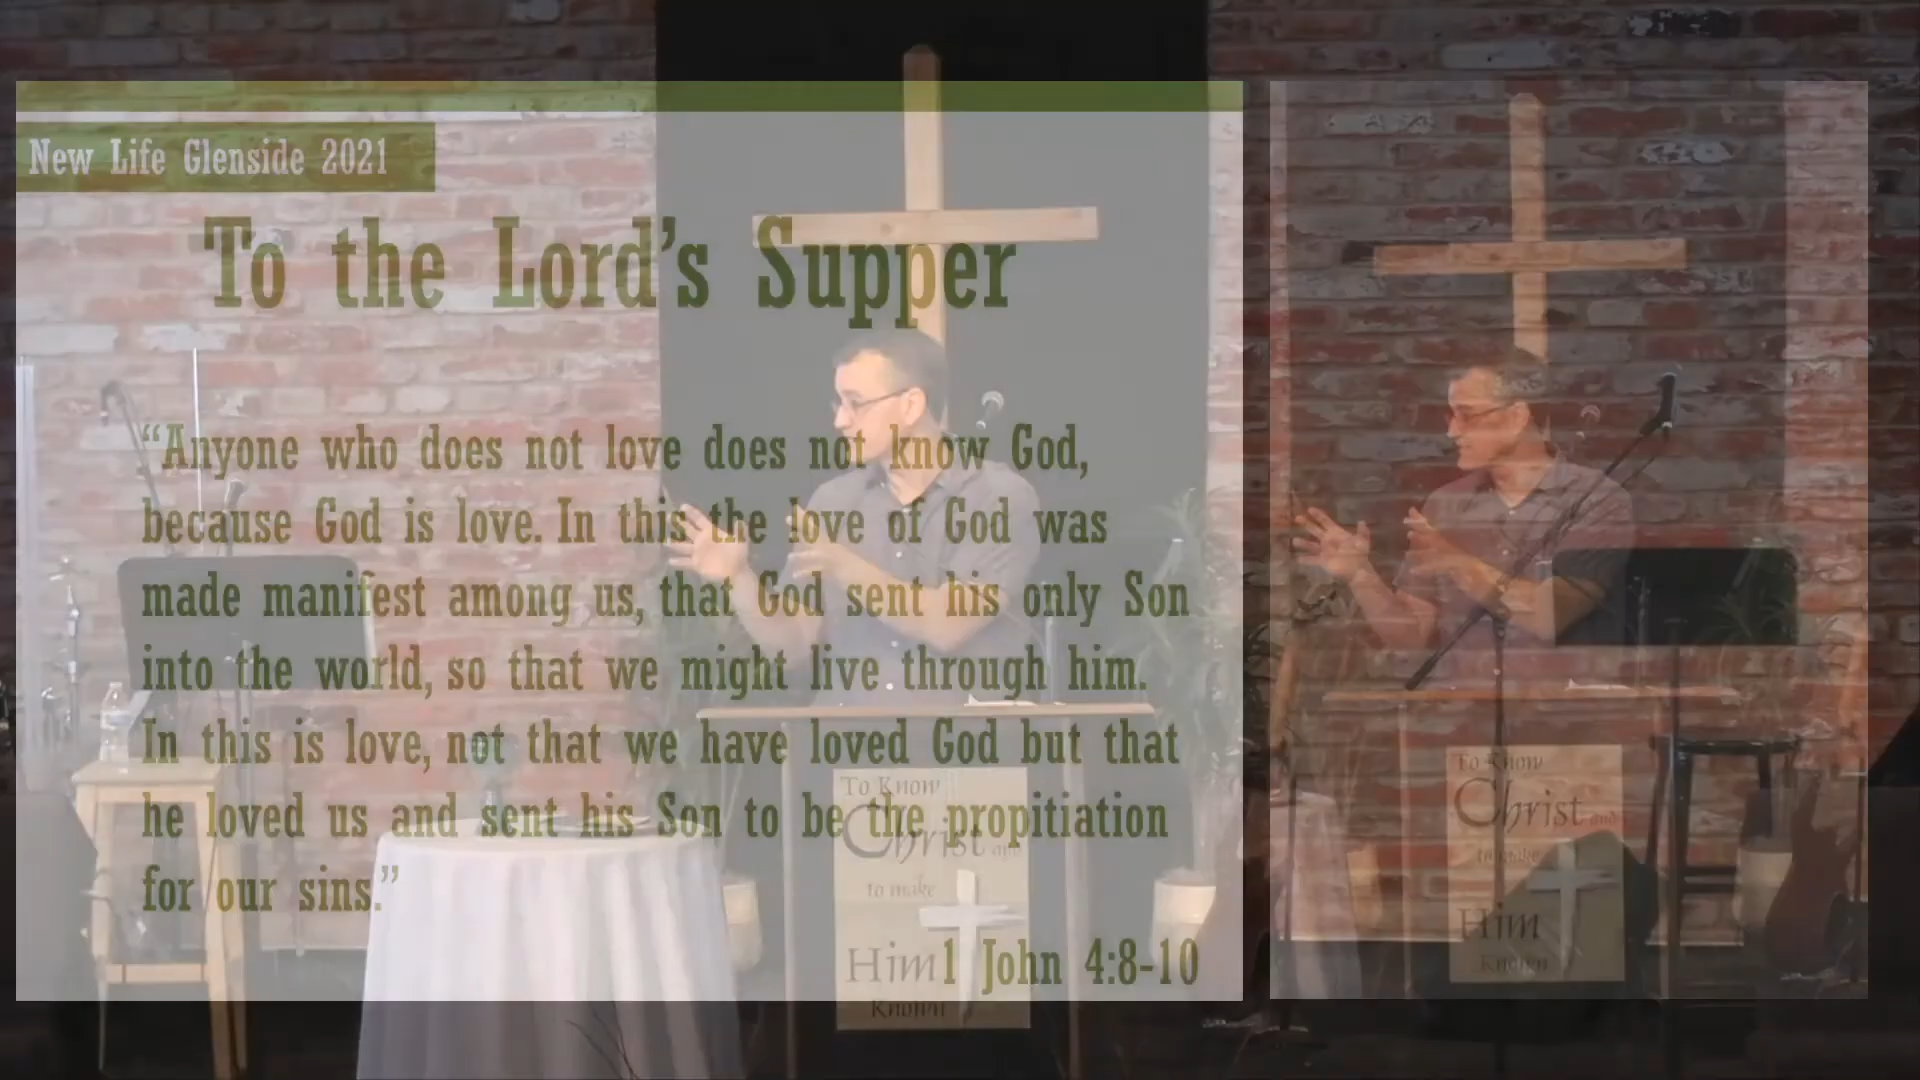 New Life Glenside 2021
To the Lord's Supper
“Anyone who does not love does not know God,
because God is love. In this the love of God was
made manifest among us, that God sent his only Son
into the world, so that we might live through him.
In this is love, not that we have loved God but that
he loved us and sent his Son to be the propitiation
for our sins.”
1 John 4:8-10
To Know
Christ and
to make
Him
Known
To Know
Christ and
to make
Him
Known